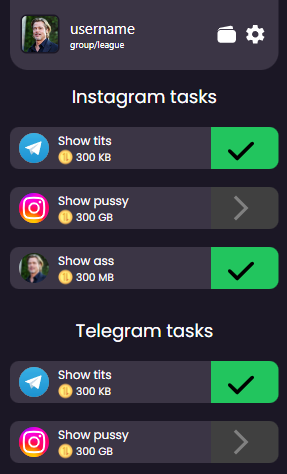 username
group/league
Instagram tasks
Show tits
300 KB
Show pussy
300 GB
Show ass
300 MB
Telegram tasks
Show tits
300 KB
Show pussy
300 GB